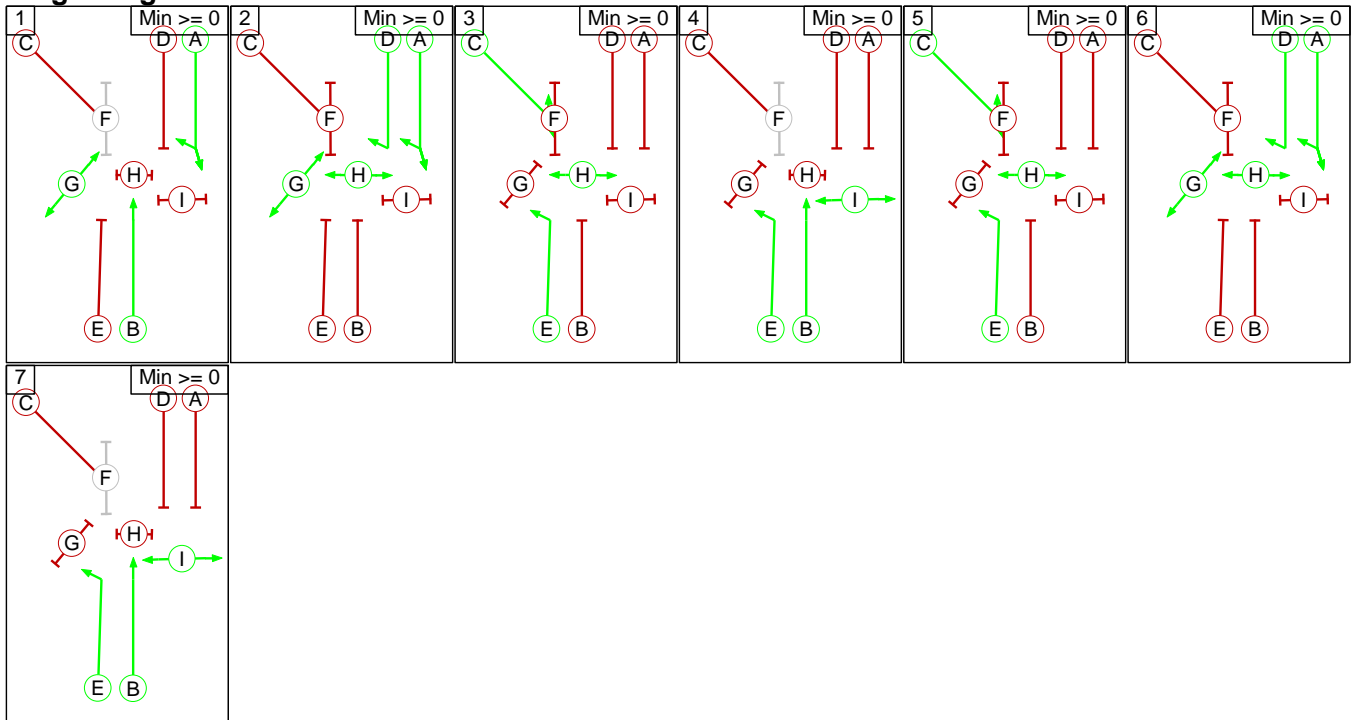 1 Min >= 0 2 Min >= 0 3 Min >= 0 4 Min >= 0 5 Min >= 0 6 Min >= 0
C D A C D A C D A C D A C D A C D A
F F F F F F
H H H H H H
G G G G G G
I I I I I I
E B E B E B E B E B E B
7 Min >= 0
C D A
F
H
G
I
E B